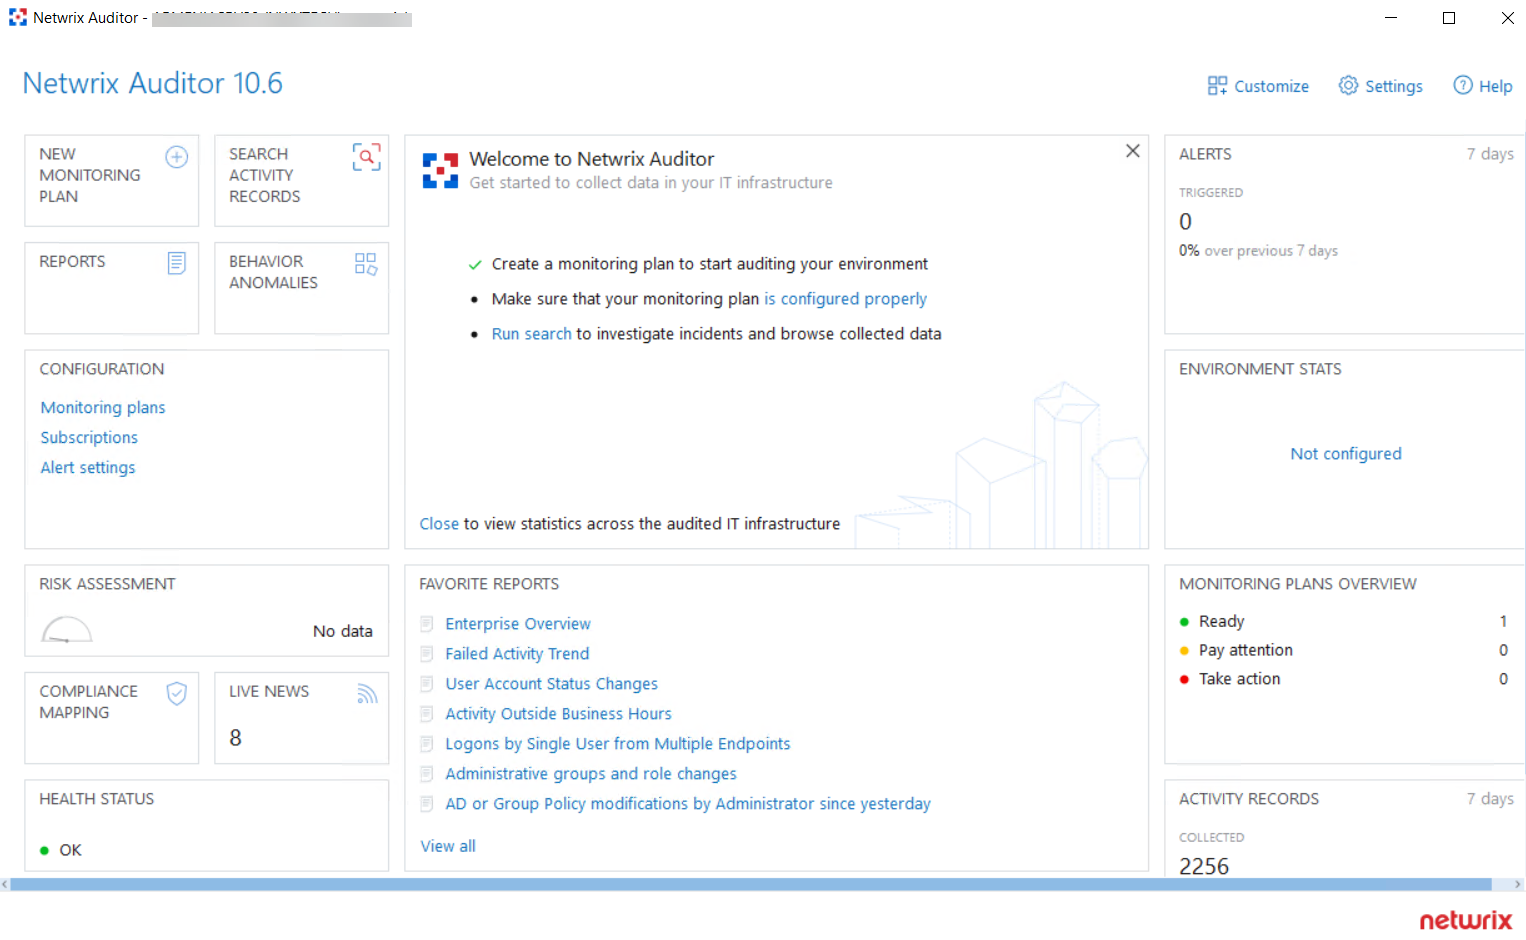 Netwrix Auditor -
Netwrix Auditor 10.6
Customize
Settings
Help
NEW
MONITORING
PLAN
SEARCH
ACTIVITY
RECORDS
REPORTS
BEHAVIOR
ANOMALIES
CONFIGURATION
Monitoring plans
Subscriptions
Alert settings
RISK ASSESSMENT
No data
COMPLIANCE
MAPPING
LIVE NEWS
8
HEALTH STATUS
OK
Welcome to Netwrix Auditor
Get started to collect data in your IT infrastructure
Create a monitoring plan to start auditing your environment
Make sure that your monitoring plan is configured properly
Run search to investigate incidents and browse collected data
Close to view statistics across the audited IT infrastructure
FAVORITE REPORTS
Enterprise Overview
Failed Activity Trend
User Account Status Changes
Activity Outside Business Hours
Logons by Single User from Multiple Endpoints
Administrative groups and role changes
AD or Group Policy modifications by Administrator since yesterday
View all
ALERTS 7 days
TRIGGERED
0
0% over previous 7 days
ENVIRONMENT STATS
Not configured
MONITORING PLANS OVERVIEW
Ready 1
Pay attention 0
Take action 0
ACTIVITY RECORDS 7 days
COLLECTED
2256
netwrix